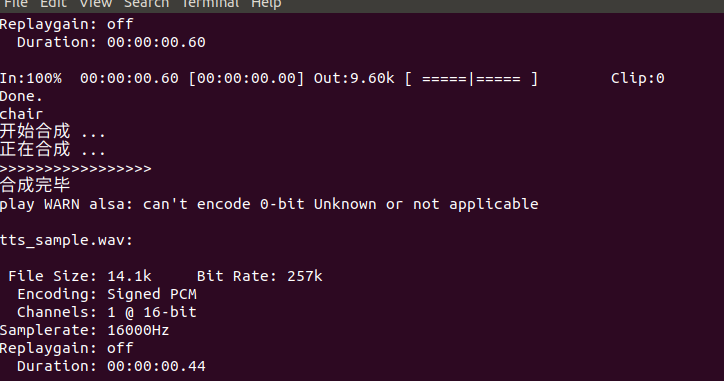 File Edit View Search Terminal Help
Replaygain: off
  Duration: 00:00:00.60
In:100%  00:00:00.60 [00:00:00.00] Out:9.60k [ =====|===== ]        Clip:0
Done.
chair
开始合成 ...
正在合成 ...
>>>>>>>>>>>>>>>>>
合成完毕
play WARN alsa: can't encode 0-bit Unknown or not applicable
tts_sample.wav:
 File Size: 14.1k     Bit Rate: 257k
  Encoding: Signed PCM
  Channels: 1 @ 16-bit
Samplerate: 16000Hz
Replaygain: off
  Duration: 00:00:00.44